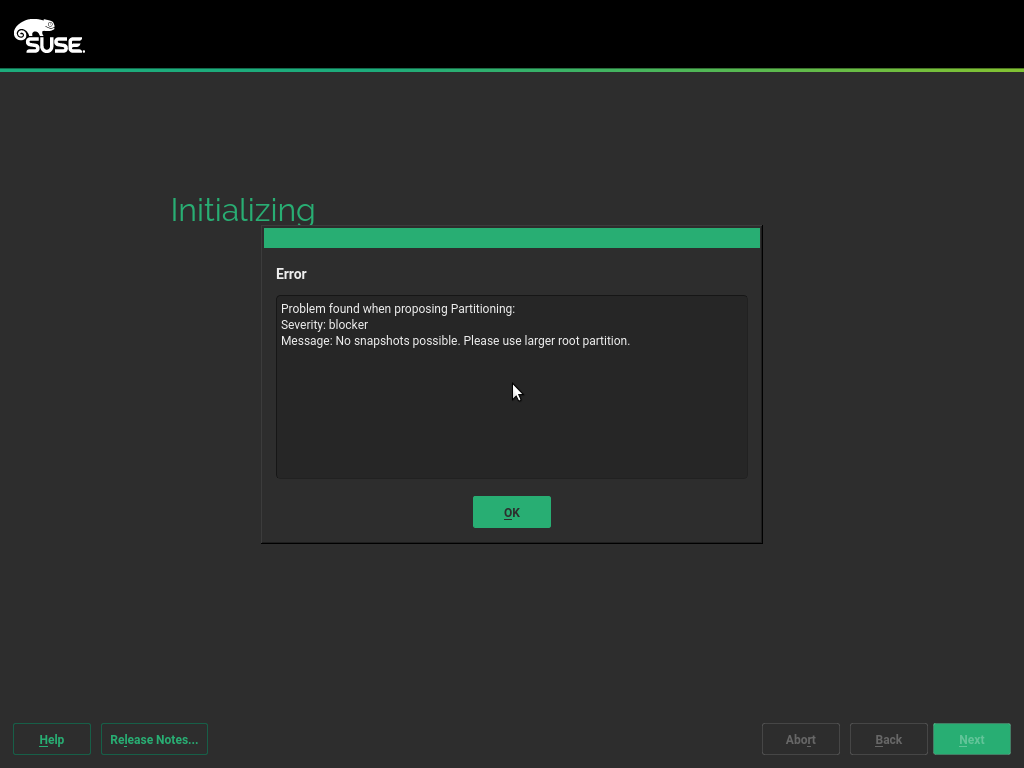 SUSE.
Initializing
Error
Problem found when proposing Partitioning:
Severity: blocker
Message: No snapshots possible. Please use larger root partition.
OK
Help
Release Notes...
Abort
Back
Next